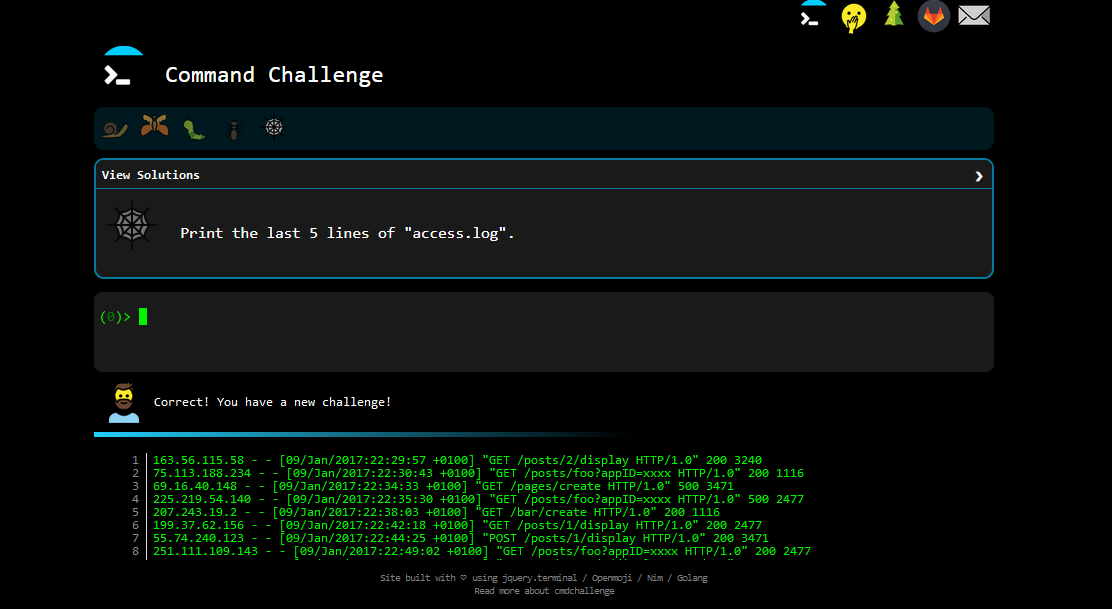 Command Challenge
View Solutions
Print the last 5 lines of "access.log".
(0)>
Correct! You have a new challenge!
1 163.56.115.58 - - [09/Jan/2017:22:29:57 +0100] "GET /posts/2/display HTTP/1.0" 200 3240
2 75.113.188.234 - - [09/Jan/2017:22:30:43 +0100] "GET /posts/foo?appID=xxxx HTTP/1.0" 200 1116
3 69.16.40.148 - - [09/Jan/2017:22:34:33 +0100] "GET /pages/create HTTP/1.0" 500 3471
4 225.219.54.140 - - [09/Jan/2017:22:35:30 +0100] "GET /posts/foo?appID=xxxx HTTP/1.0" 500 2477
5 207.243.19.2 - - [09/Jan/2017:22:38:03 +0100] "GET /bar/create HTTP/1.0" 200 1116
6 199.37.62.156 - - [09/Jan/2017:22:42:18 +0100] "GET /posts/1/display HTTP/1.0" 200 2477
7 55.74.240.123 - - [09/Jan/2017:22:44:25 +0100] "POST /posts/1/display HTTP/1.0" 200 3471
8 251.111.109.143 - - [09/Jan/2017:22:49:02 +0100] "GET /posts/foo?appID=xxxx HTTP/1.0" 200 2477
Site built with ♡ using jquery.terminal / Openmoji / Nim / Golang
Read more about cmdchallenge